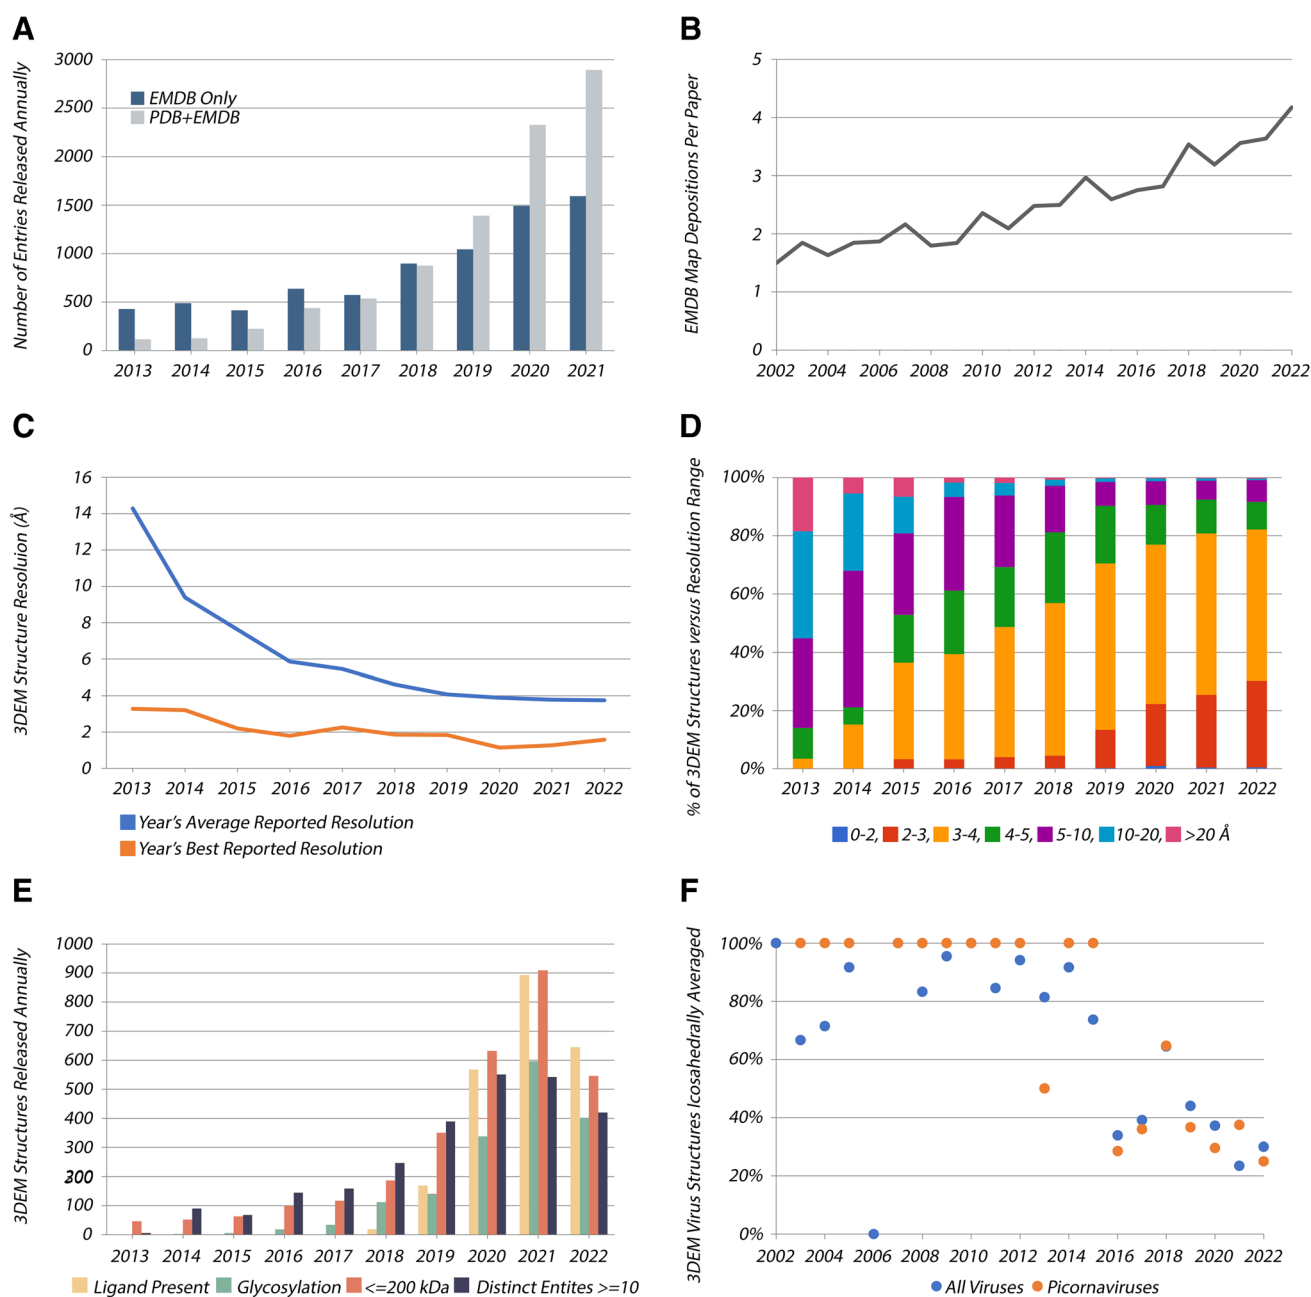 A
Number of Entries Released Annually
3000
2500
2000
1500
1000
500
0
EMDB Only
PDB+EMDB
2013 2014 2015 2016 2017 2018 2019 2020 2021
B
EMDB Map Depositions Per Paper
5
4
3
2
1
0
2002 2004 2006 2008 2010 2012 2014 2016 2018 2020 2022
C
3DEM Structure Resoluion (Å)
16
14
12
10
8
6
4
2
0
2013 2014 2015 2016 2017 2018 2019 2020 2021 2022
Year's Average Reported Resolution
Year's Best Reported Resolution
D
% of 3DEM Structures versus Resolution Range
100%
80%
60%
40%
20%
0%
2013 2014 2015 2016 2017 2018 2019 2020 2021 2022
0-2, 2-3, 3-4, 4-5, 5-10, 10-20, >20 Å
E
3DEM Structures Released Annually
1000
900
800
700
600
500
400
300
200
100
0
2013 2014 2015 2016 2017 2018 2019 2020 2021 2022
Ligand Present Glycosylation <=200 kDa Distinct Entites >=10
F
3DEM Virus Structures Icosahedrally Averaged
100%
80%
60%
40%
20%
0%
2002 2004 2006 2008 2010 2012 2014 2016 2018 2020 2022
All Viruses Picornaviruses